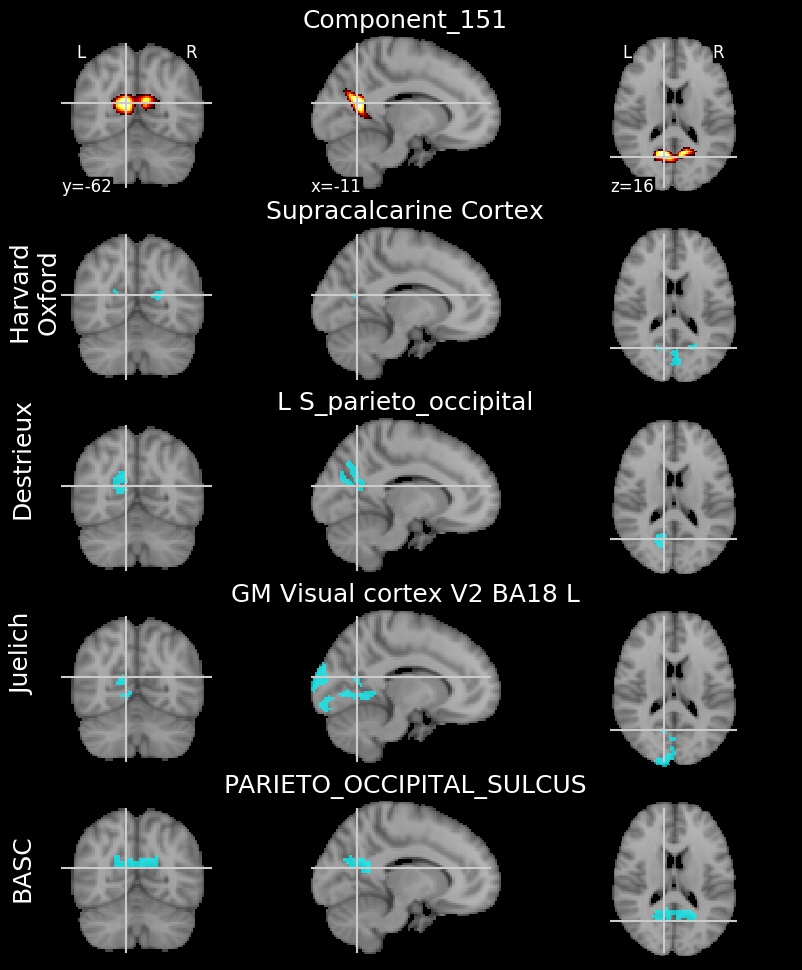 Component_151
L R
L R
y=-62
x=-11
z=16
Supracalcarine Cortex
Harvard
Oxford
L S_parieto_occipital
Destrieux
GM Visual cortex V2 BA18 L
Juelich
PARIETO_OCCIPITAL_SULCUS
BASC